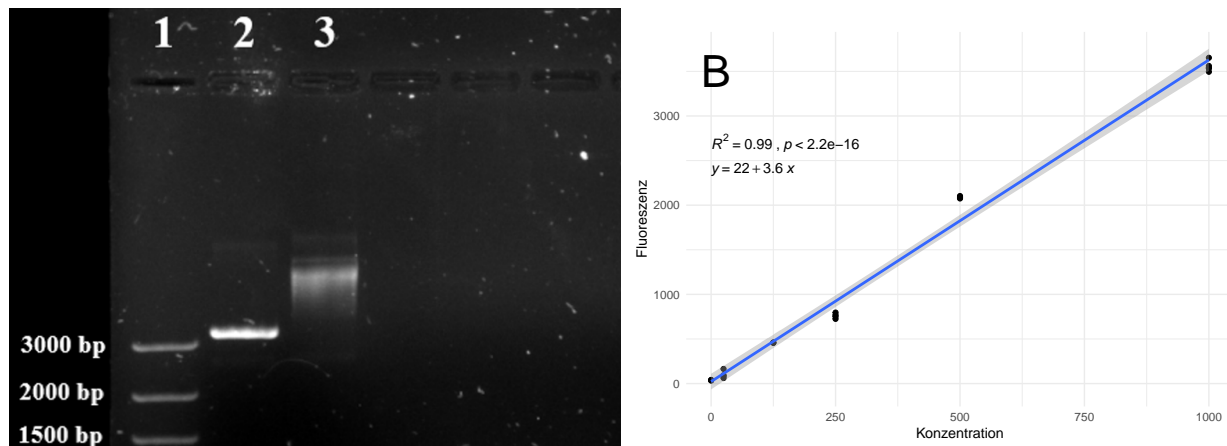 1 2 3
3000 bp
2000 bp
1500 bp
B
R² = 0.99 , p < 2.2e−16
y = 22 + 3.6 x
Fluoreszenz
3000
2000
1000
0
0 250 500 750 1000
Konzentration